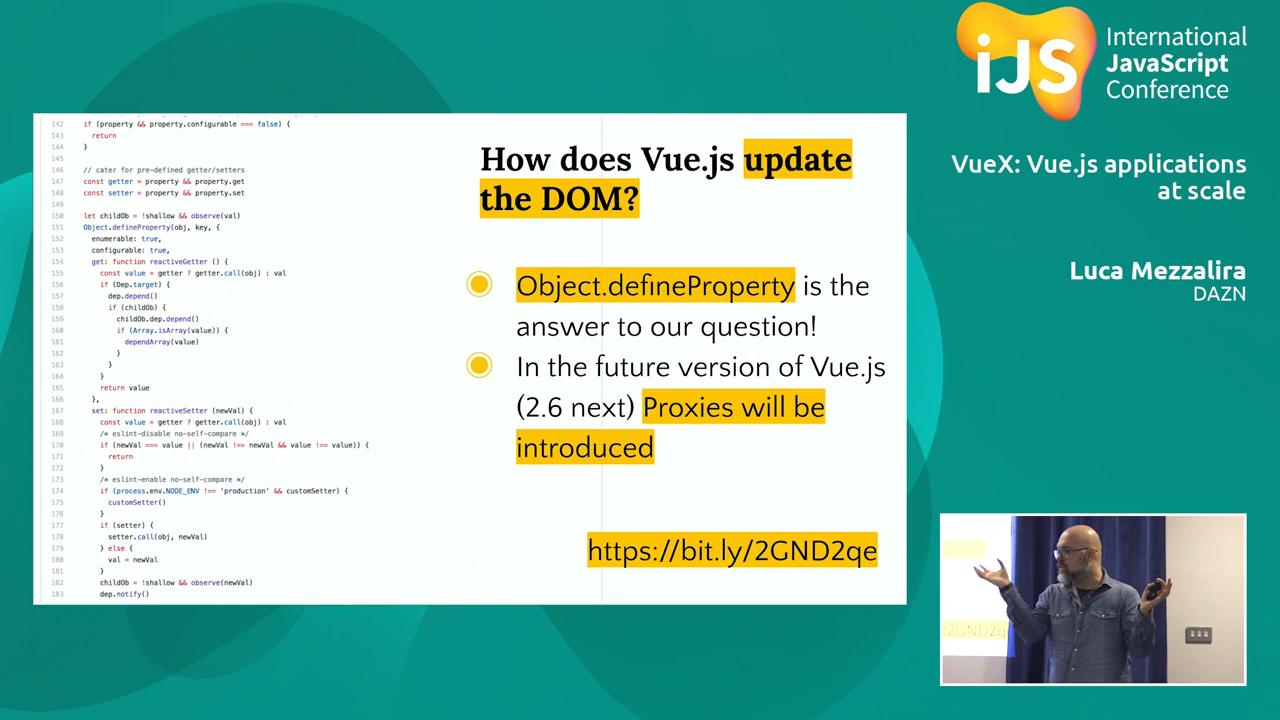 142 if (property && property.configurable === false) {
143 return
144 }
145
146 // cater for pre-defined getter/setters
147 const getter = property && property.get
148 const setter = property && property.set
149
150 let childOb = !shallow && observe(val)
151 Object.defineProperty(obj, key, {
152 enumerable: true,
153 configurable: true,
154 get: function reactiveGetter () {
155 const value = getter ? getter.call(obj) : val
156 if (Dep.target) {
157 dep.depend()
158 if (childOb) {
159 childOb.dep.depend()
160 if (Array.isArray(value)) {
161 dependArray(value)
162 }
163 }
164 }
165 return value
166 },
167 set: function reactiveSetter (newVal) {
168 const value = getter ? getter.call(obj) : val
169 /* eslint-disable no-self-compare */
170 if (newVal === value || (newVal !== newVal && value !== value)) {
171 return
172 }
173 /* eslint-enable no-self-compare */
174 if (process.env.NODE_ENV !== 'production' && customSetter) {
175 customSetter()
176 }
177 if (setter) {
178 setter.call(obj, newVal)
179 } else {
180 val = newVal
181 }
182 childOb = !shallow && observe(newVal)
183 dep.notify()
How does Vue.js update
the DOM?
Object.defineProperty is the
answer to our question!
In the future version of Vue.js
(2.6 next) Proxies will be
introduced
https://bit.ly/2GND2qe
iJS
International
JavaScript
Conference
VueX: Vue.js applications
at scale
Luca Mezzalira
DAZN
/2GND2q